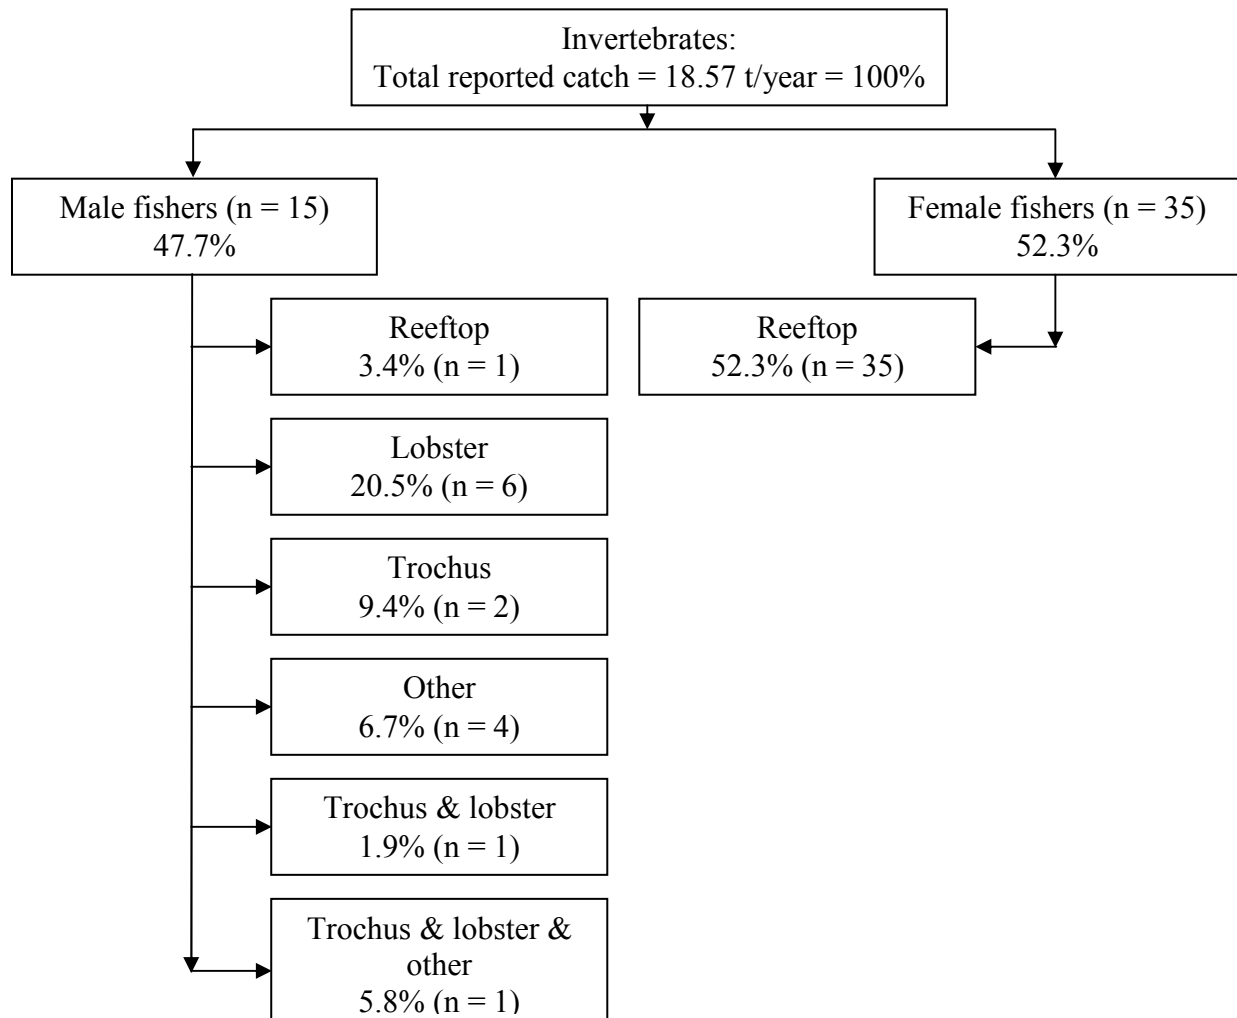 Invertebrates:
Total reported catch = 18.57 t/year = 100%
Male fishers (n = 15)
47.7%
Female fishers (n = 35)
52.3%
Reeftop
3.4% (n = 1)
Reeftop
52.3% (n = 35)
Lobster
20.5% (n = 6)
Trochus
9.4% (n = 2)
Other
6.7% (n = 4)
Trochus & lobster
1.9% (n = 1)
Trochus & lobster &
other
5.8% (n = 1)